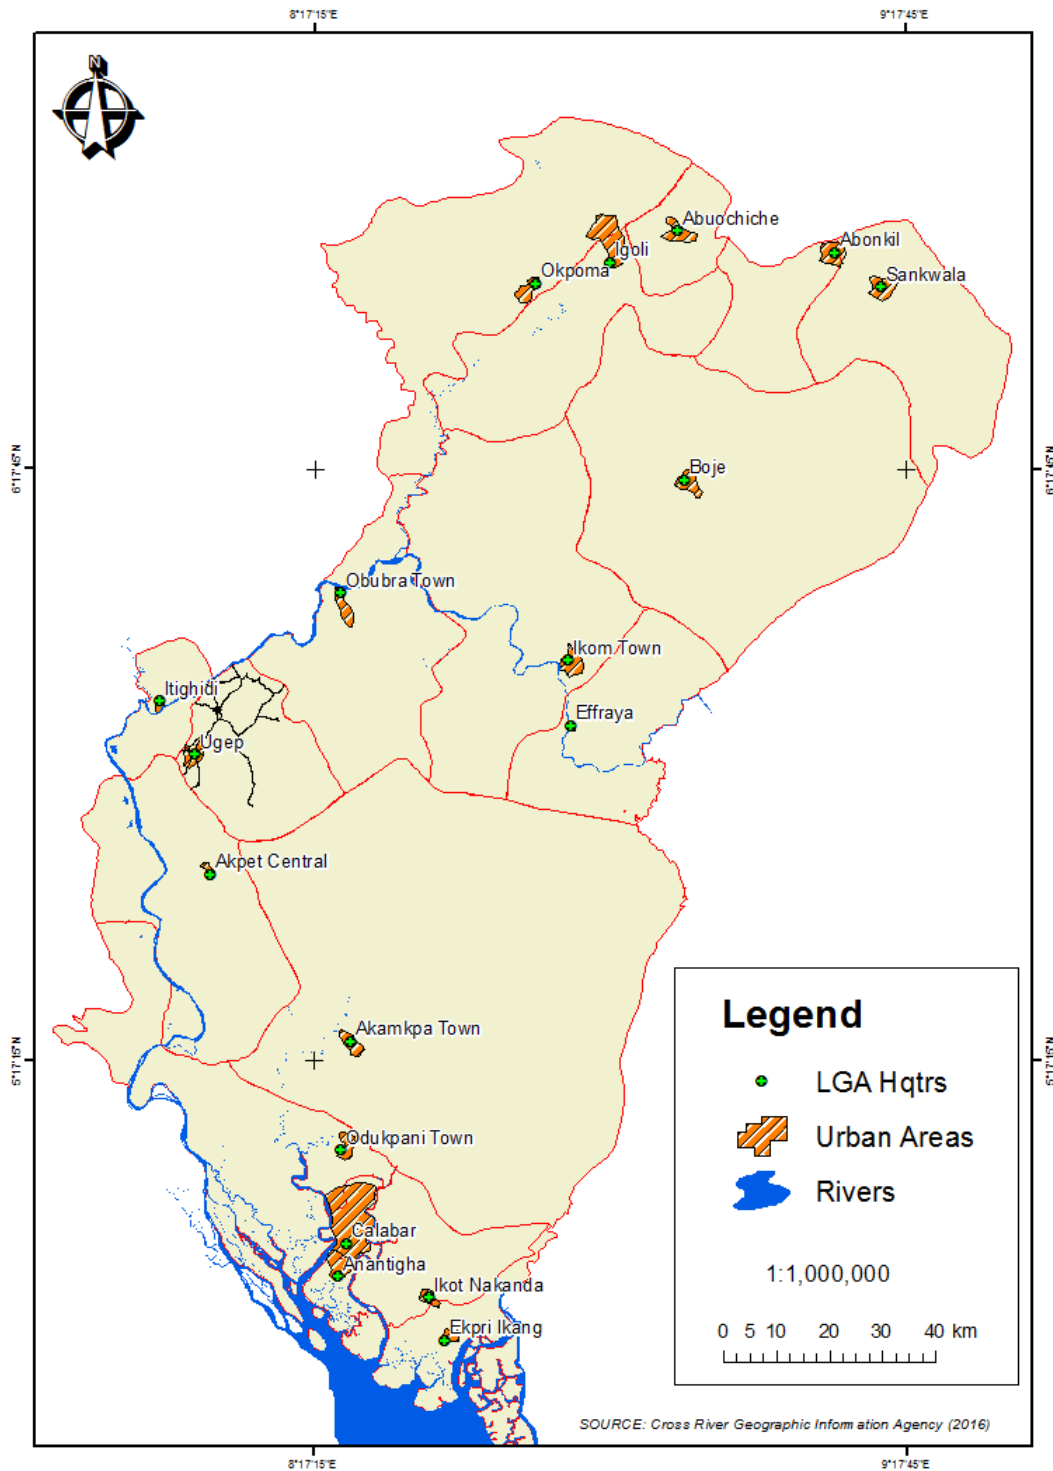 8°17'15"E
9°17'45"E
N
Abuochiche
Igoli
Abonkil
Okpoma
Sankwala
6°17'45"N
6°17'45"N
Boje
Obubra Town
Ikom Town
Itighidi
Effraya
Ugep
Akpet Central
Akamkpa Town
5°17'15"N
5°17'15"N
Odukpani Town
Calabar
Anantigha
Ikot Nakanda
Ekpri Ikang
Legend
LGA Hqtrs
Urban Areas
Rivers
1:1,000,000
0 5 10 20 30 40 km
SOURCE: Cross River Geographic Information Agency (2016)
8°17'15"E
9°17'45"E